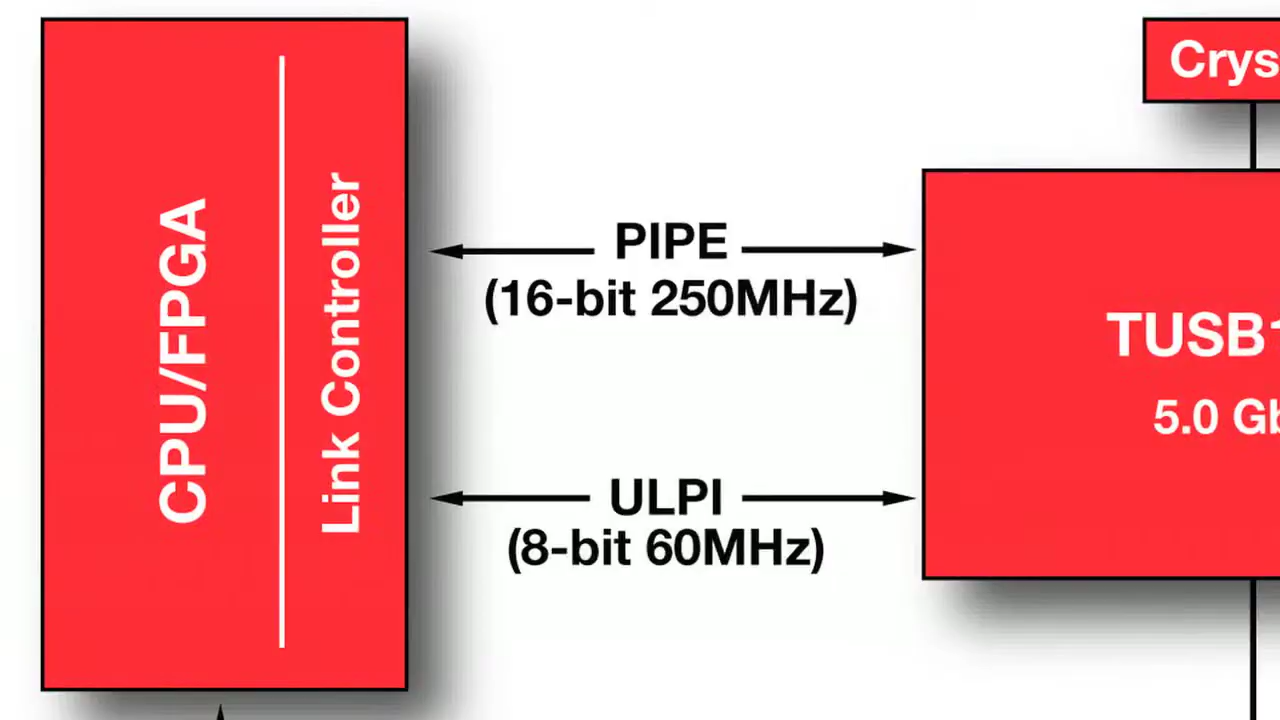 CPU/FPGA
Link Controller
PIPE
(16-bit 250MHz)
ULPI
(8-bit 60MHz)
Crys
TUSB1
5.0 Gb